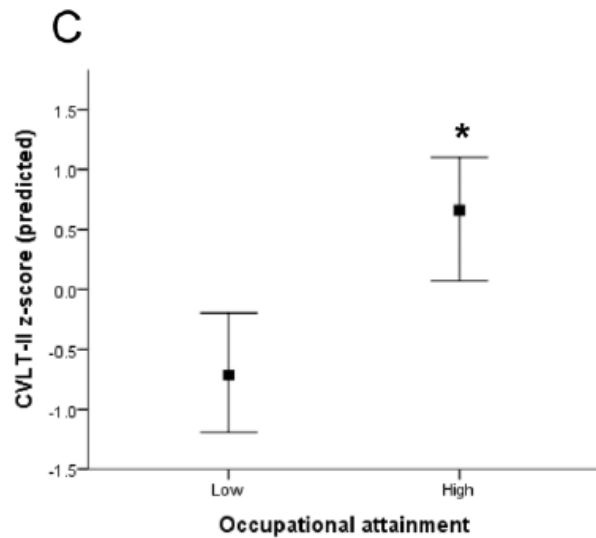 C
CVLT-II z-score (predicted)
1.5
1.0
0.5
0.0
-0.5
-1.0
-1.5
*
Low High
Occupational attainment